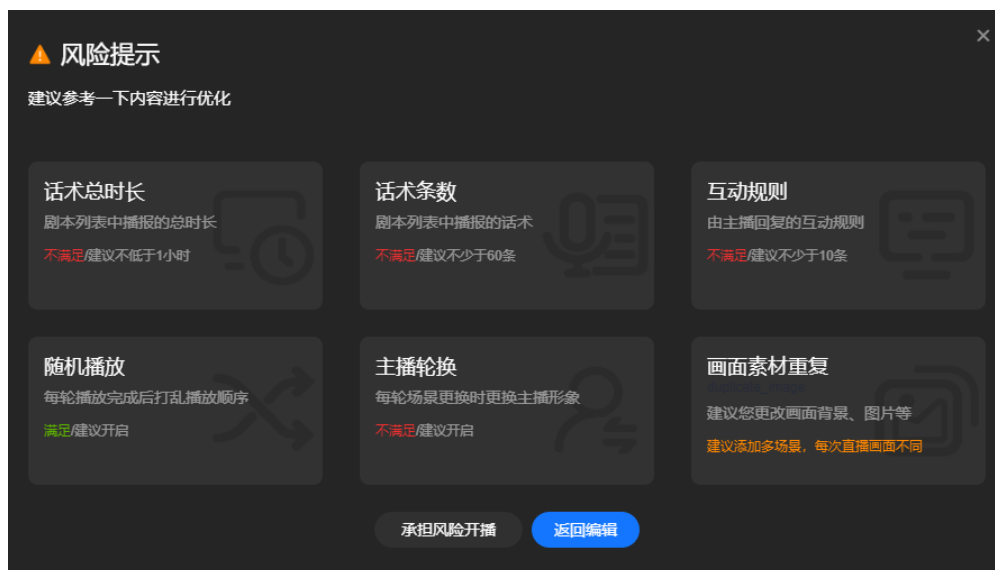 风险提示
建议参考一下内容进行优化
话术总时长
剧本列表中播报的总时长
不满足/建议不低于1小时
话术条数
剧本列表中播报的话术
不满足/建议不少于60条
互动规则
由主播回复的互动规则
不满足/建议不少于10条
随机播放
每轮播放完成后打乱播放顺序
满足/建议开启
主播轮换
每轮场景更换时更换主播形象
不满足/建议开启
画面素材重复
duplicate_image
建议您更改画面背景、图片等
建议添加多场景，每次直播画面不同
承担风险开播
返回编辑